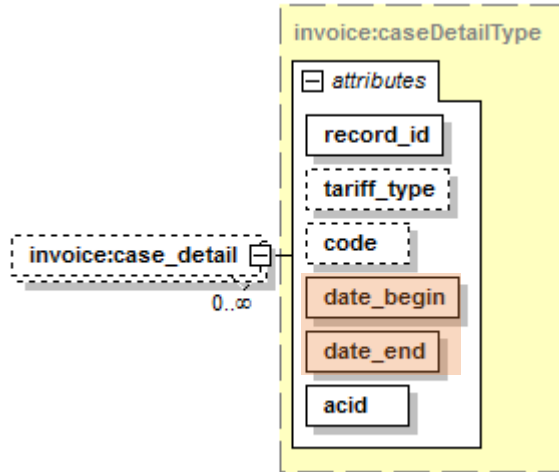 invoice:caseDetailType
attributes
record_id
tariff_type
invoice:case_detail
code
0..∞
date_begin
date_end
acid